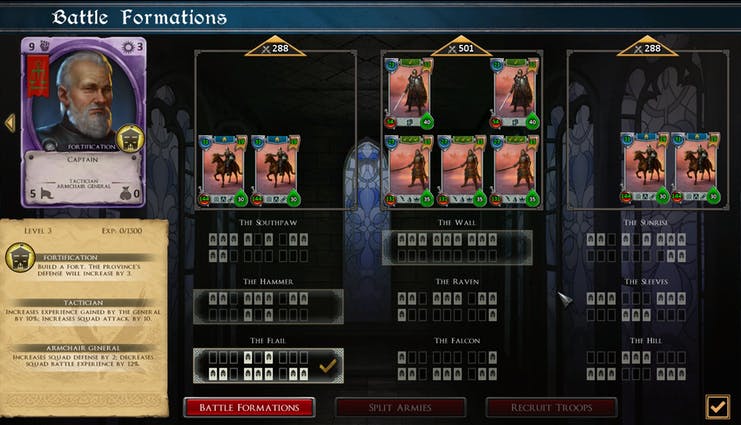 Battle Formations
9
3
FORTIFICATION
CAPTAIN
TACTICIAN
ARMCHAIR GENERAL
5
0
LEVEL 3 EXP: 0/1500
FORTIFICATION
BUILD A FORT. THE PROVINCE'S
DEFENSE WILL INCREASE BY 3.
TACTICIAN
INCREASES EXPERIENCE GAINED BY THE GENERAL
BY 10%; INCREASES SQUAD ATTACK BY 10.
ARMCHAIR GENERAL
INCREASES SQUAD DEFENSE BY 2; DECREASES
SQUAD BATTLE EXPERIENCE BY 12%.
288
501
288
40
40
30
30
35
35
35
30
30
THE SOUTHPAW
THE WALL
THE SUNRISE
THE HAMMER
THE RAVEN
THE SLEEVES
THE FLAIL
THE FALCON
THE HILL
BATTLE FORMATIONS
SPLIT ARMIES
RECRUIT TROOPS